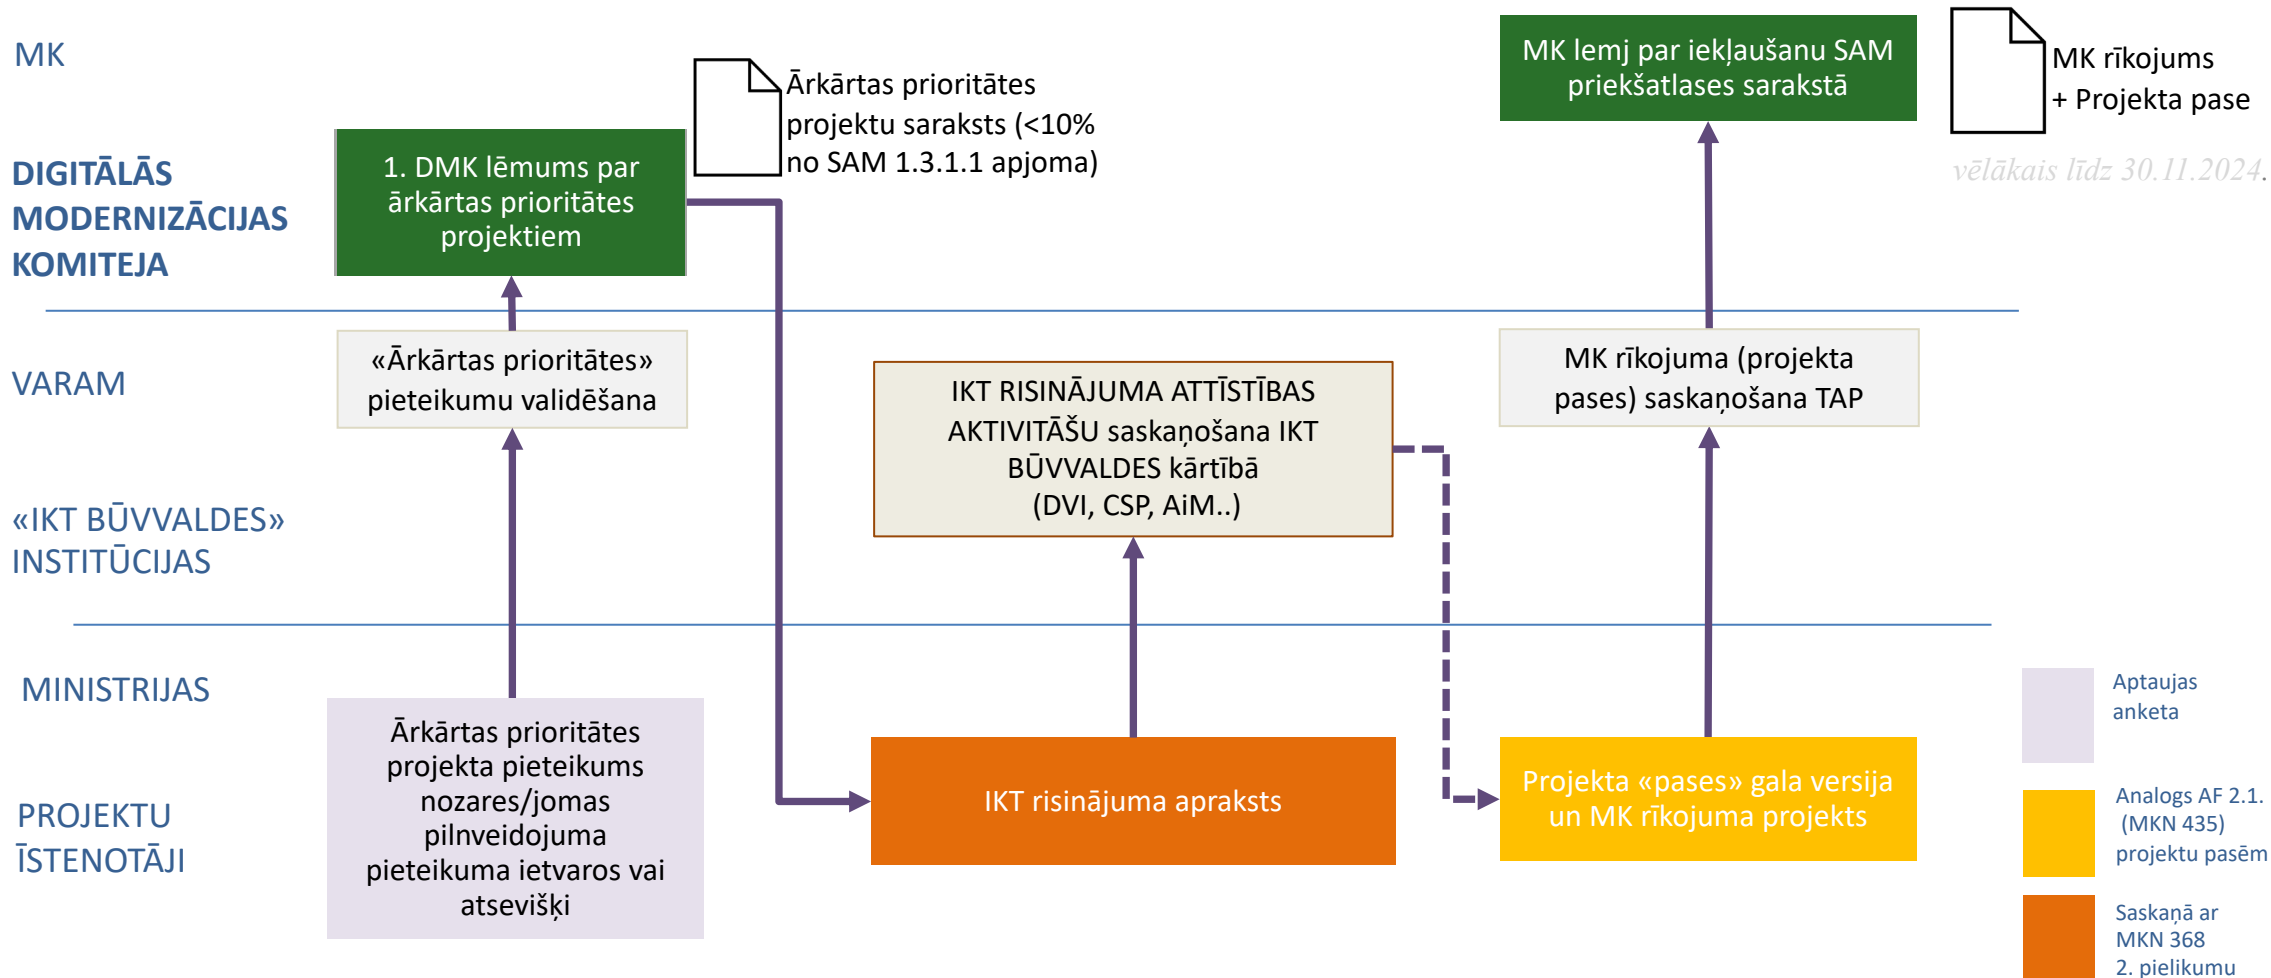 MK
DIGITĀLĀS
MODERNIZĀCIJAS
KOMITEJA
VARAM
«IKT BŪVVALDES»
INSTITŪCIJAS
MINISTRIJAS
PROJEKTU
ĪSTENOTĀJI
1. DMK lēmums par
ārkārtas prioritātes
projektiem
Ārkārtas prioritātes
projektu saraksts (<10%
no SAM 1.3.1.1 apjoma)
«Ārkārtas prioritātes»
pieteikumu validēšana
Ārkārtas prioritātes
projekta pieteikums
nozares/jomas
pilnveidojuma
pieteikuma ietvaros vai
atsevišķi
IKT RISINĀJUMA ATTĪSTĪBAS
AKTIVITĀŠU saskaņošana IKT
BŪVVALDES kārtībā
(DVI, CSP, AiM..)
IKT risinājuma apraksts
MK lemj par iekļaušanu SAM
priekšatlases sarakstā
MK rīkojuma (projekta
pases) saskaņošana TAP
Projekta «pases» gala versija
un MK rīkojuma projekts
MK rīkojums
+ Projekta pase
vēlākais līdz 30.11.2024.
Aptaujas
anketa
Analogs AF 2.1.
(MKN 435)
projektu pasēm
Saskaņā ar
MKN 368
2. pielikumu